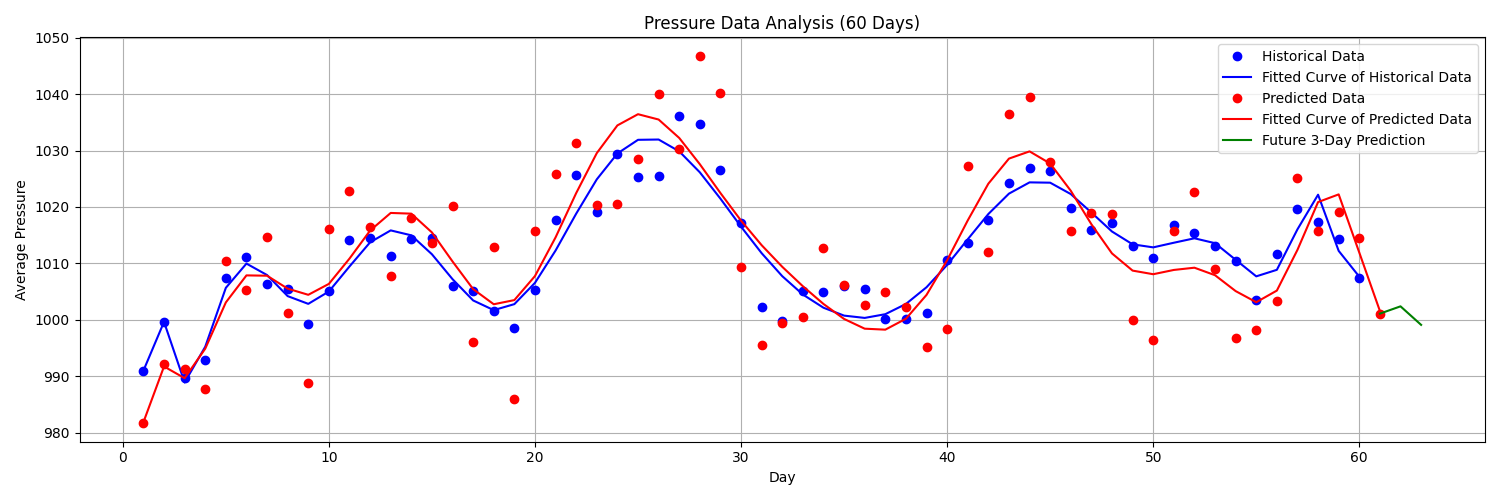 Pressure Data Analysis (60 Days)
Average Pressure
1050
1040
1030
1020
1010
1000
990
980
Historical Data
Fitted Curve of Historical Data
Predicted Data
Fitted Curve of Predicted Data
Future 3-Day Prediction
0 10 20 30 40 50 60
Day